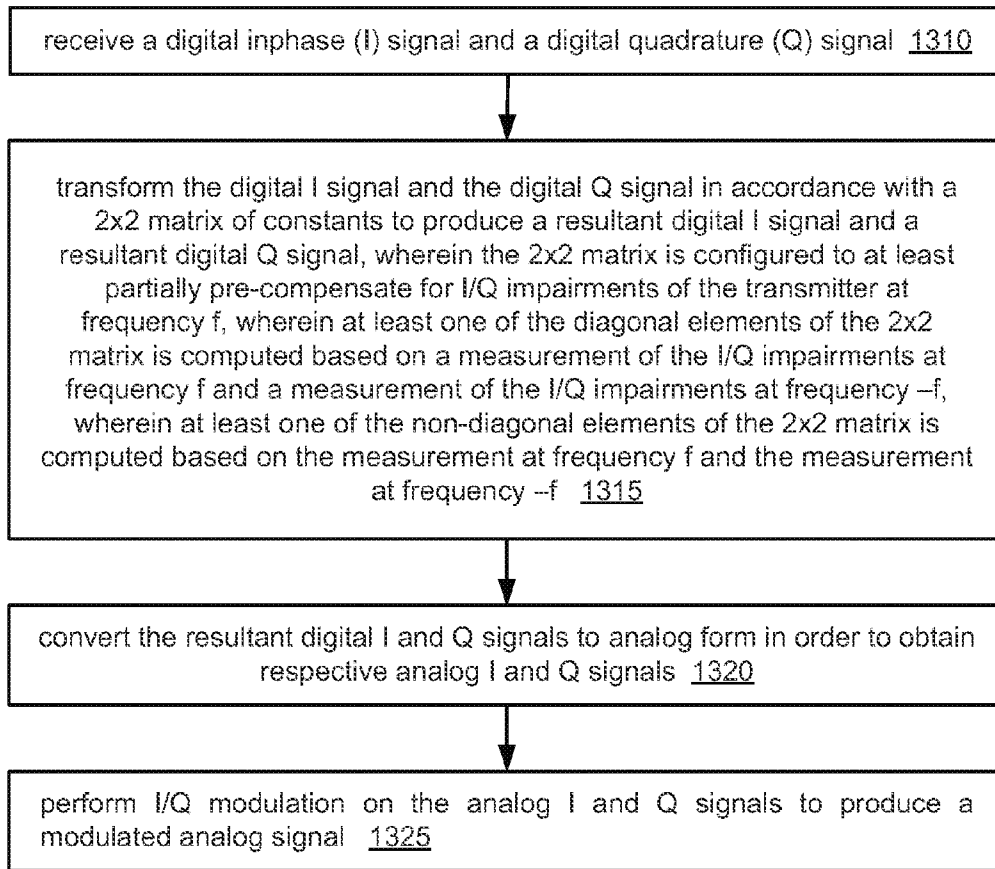 receive a digital inphase (I) signal and a digital quadrature (Q) signal 1310
transform the digital I signal and the digital Q signal in accordance with a
2x2 matrix of constants to produce a resultant digital I signal and a
resultant digital Q signal, wherein the 2x2 matrix is configured to at least
partially pre-compensate for I/Q impairments of the transmitter at
frequency f, wherein at least one of the diagonal elements of the 2x2
matrix is computed based on a measurement of the I/Q impairments at
frequency f and a measurement of the I/Q impairments at frequency –f,
wherein at least one of the non-diagonal elements of the 2x2 matrix is
computed based on the measurement at frequency f and the measurement
at frequency –f 1315
convert the resultant digital I and Q signals to analog form in order to obtain
respective analog I and Q signals 1320
perform I/Q modulation on the analog I and Q signals to produce a
modulated analog signal 1325